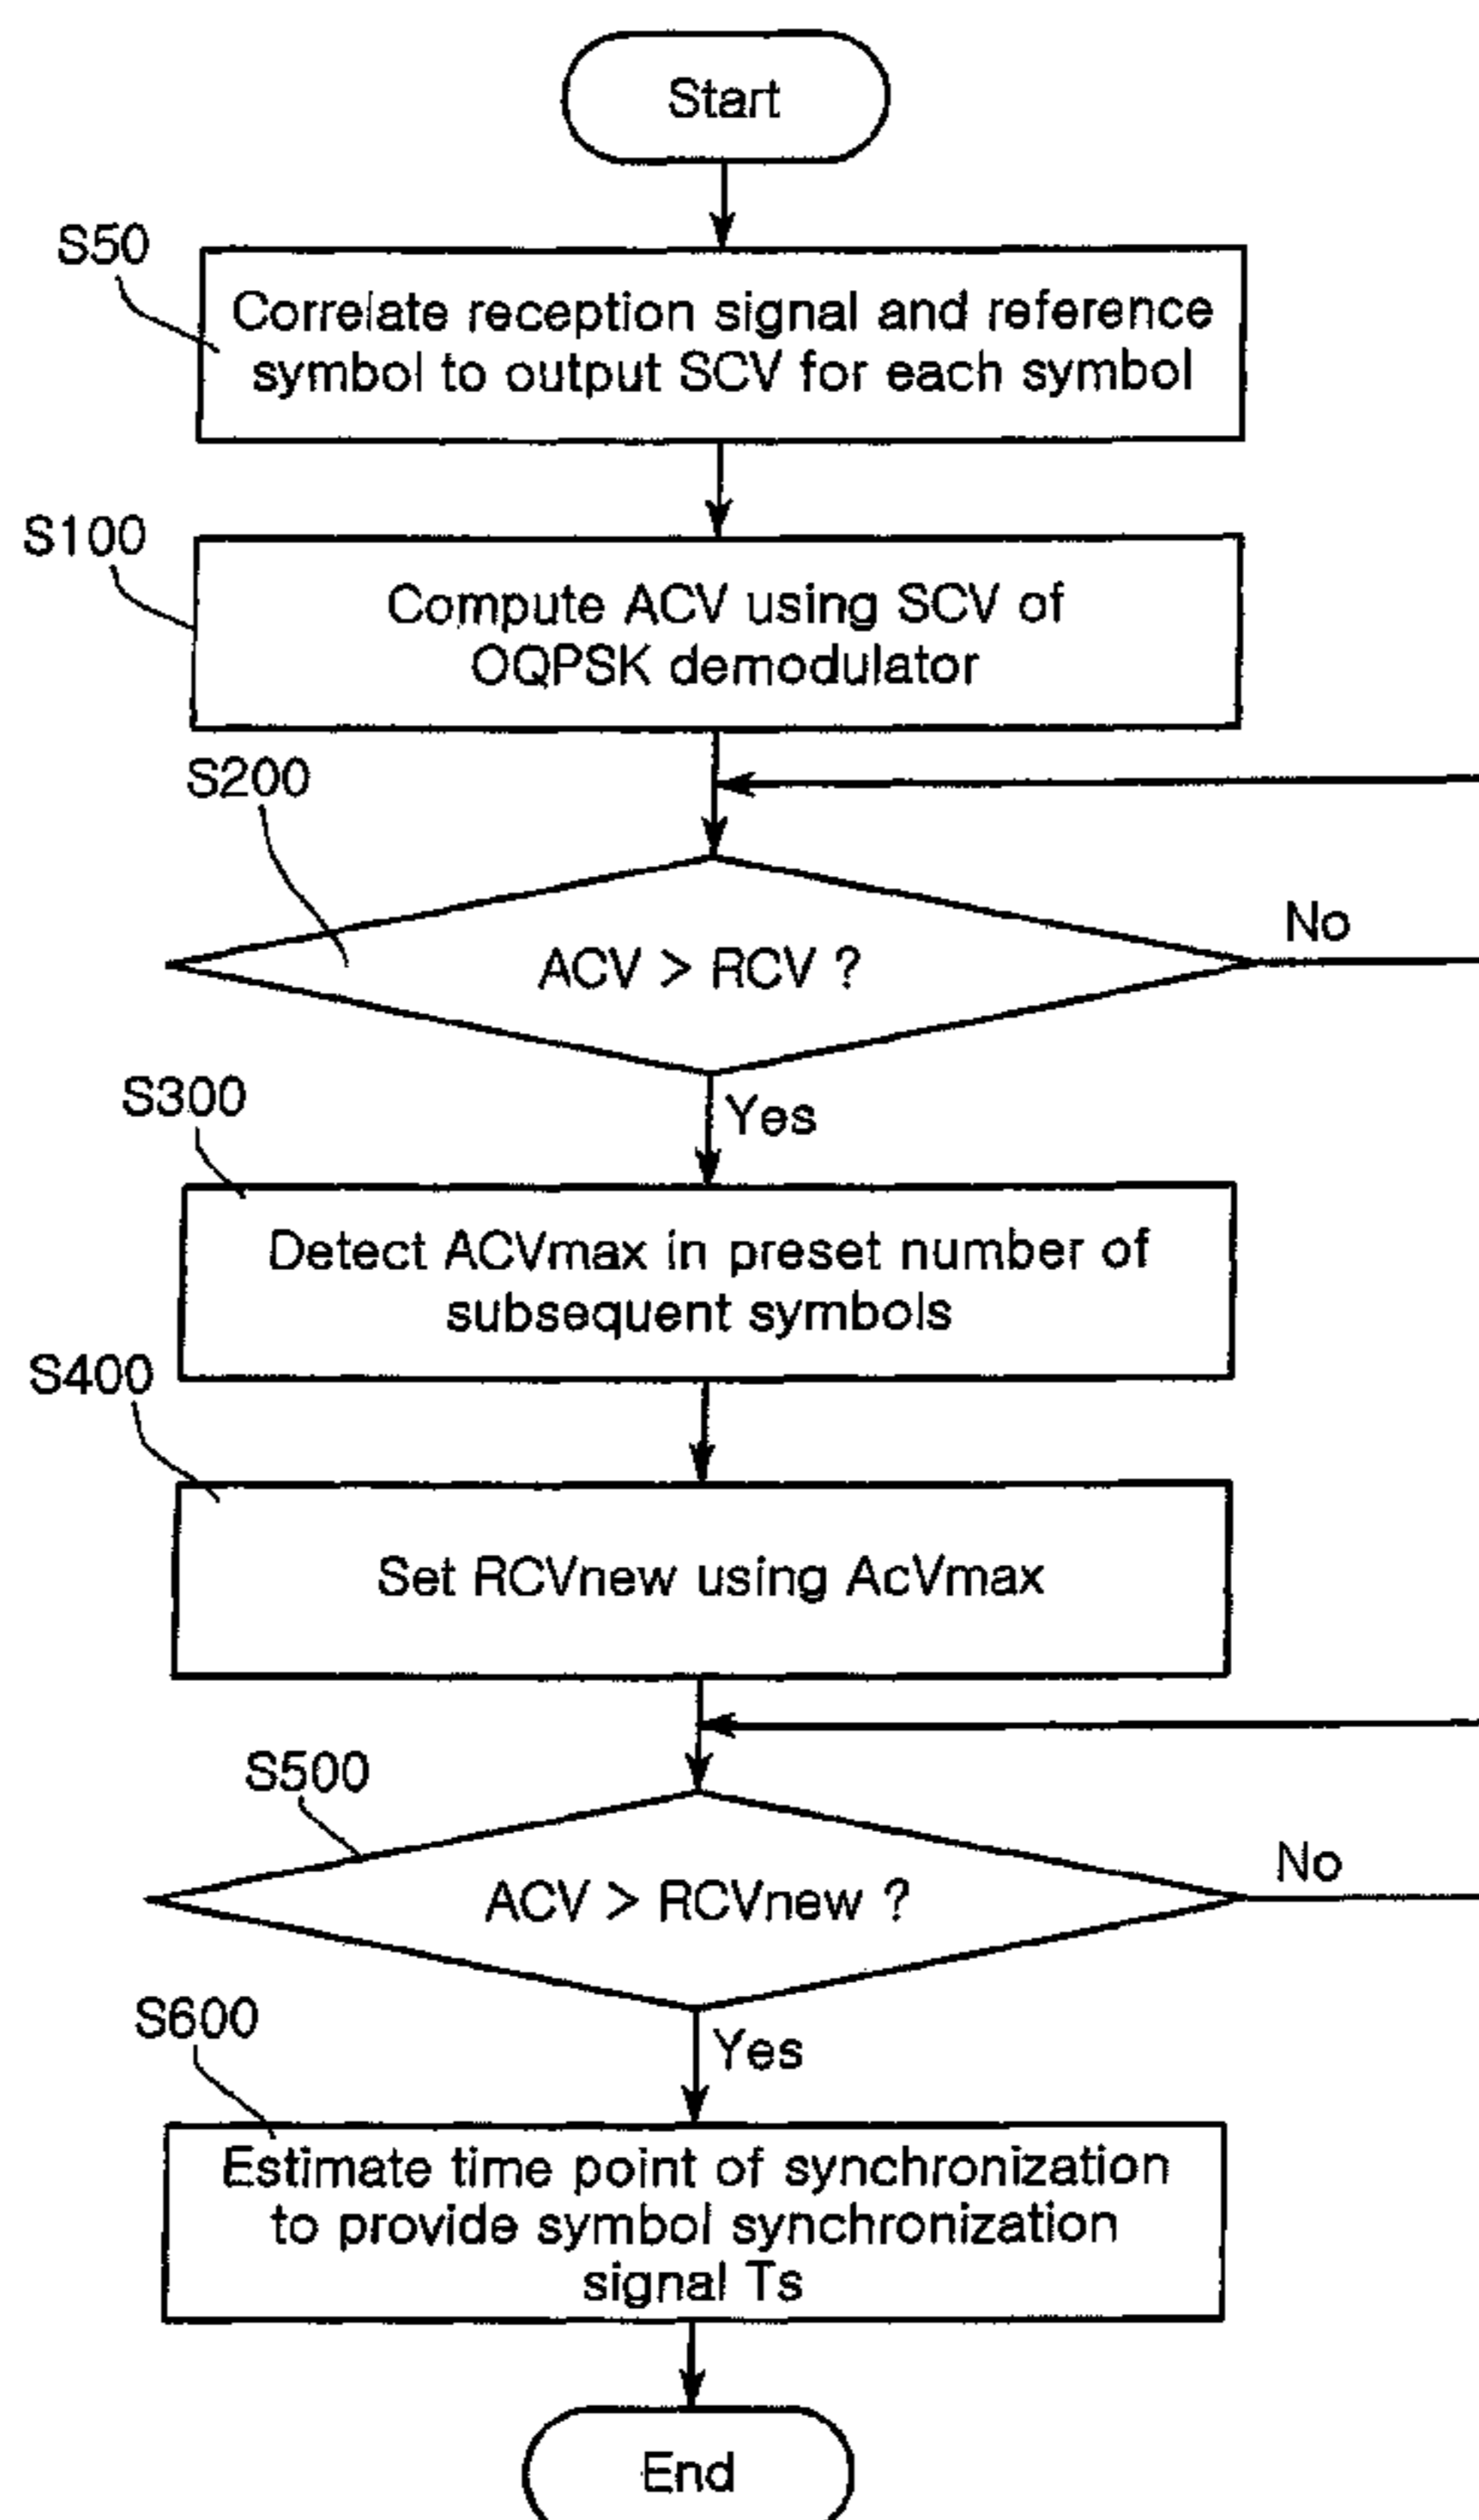 Start
S50
Correlate reception signal and reference
symbol to output SCV for each symbol
S100
Compute ACV using SCV of
OQPSK demodulator
S200
ACV > RCV ?
No
Yes
S300
Detect ACVmax in preset number of
subsequent symbols
S400
Set RCVnew using AcVmax
S500
ACV > RCVnew ?
No
Yes
S600
Estimate time point of synchronization
to provide symbol synchronization
signal Ts
End